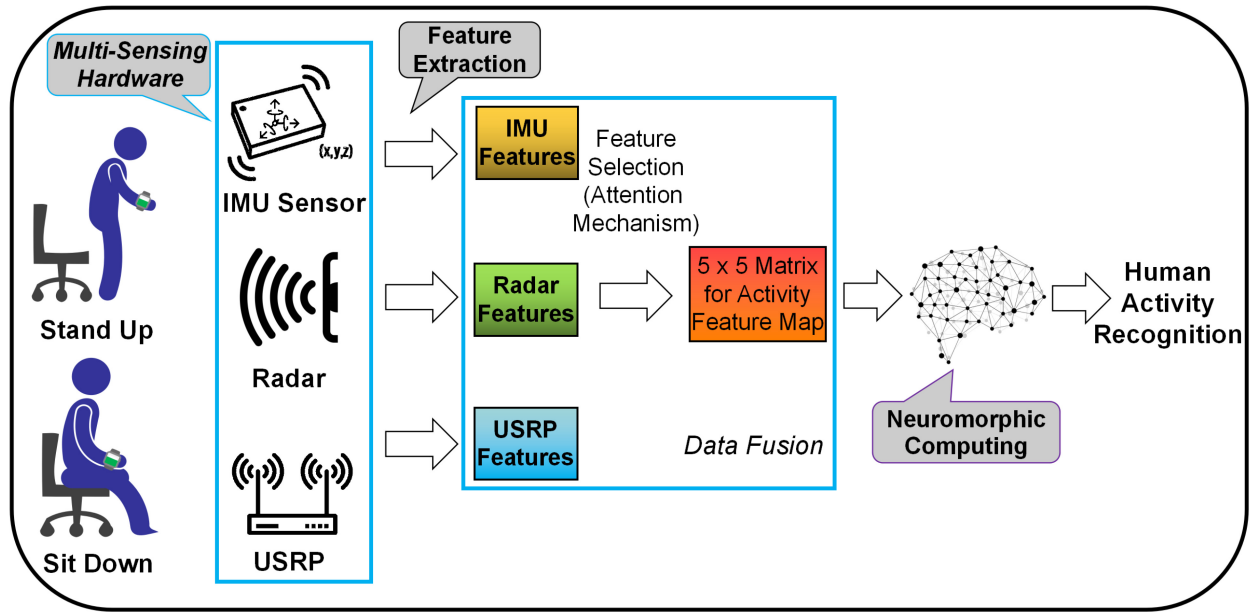 Multi-Sensing
Hardware
Stand Up
Sit Down
(x,y,z)
IMU Sensor
Radar
USRP
Feature
Extraction
IMU
Features
Feature
Selection
(Attention
Mechanism)
Radar
Features
5 x 5 Matrix
for Activity
Feature Map
USRP
Features
Data Fusion
Neuromorphic
Computing
Human
Activity
Recognition